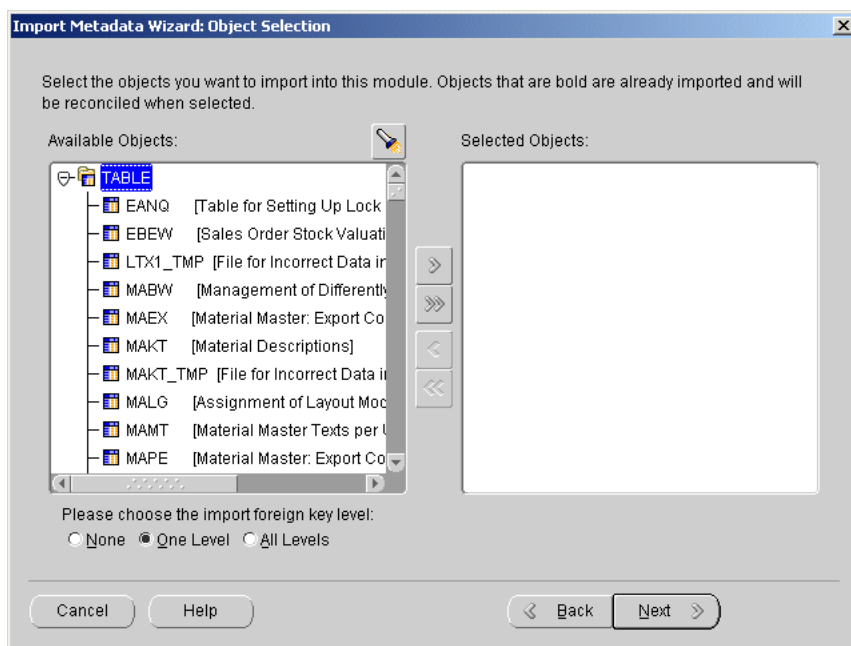 Import Metadata Wizard: Object Selection
Select the objects you want to import into this module. Objects that are bold are already imported and will
be reconciled when selected.
Available Objects:
Selected Objects:
TABLE
EANQ [Table for Setting Up Lock
EBEW [Sales Order Stock Valuati
LTX1_TMP [File for Incorrect Data in
MABW [Management of Differently
MAEX [Material Master: Export Co
MAKT [Material Descriptions]
MAKT_TMP [File for Incorrect Data in
MALG [Assignment of Layout Mod
MAMT [Material Master Texts per U
MAPE [Material Master: Export Co
Please choose the import foreign key level:
None One Level All Levels
Cancel Help Back Next